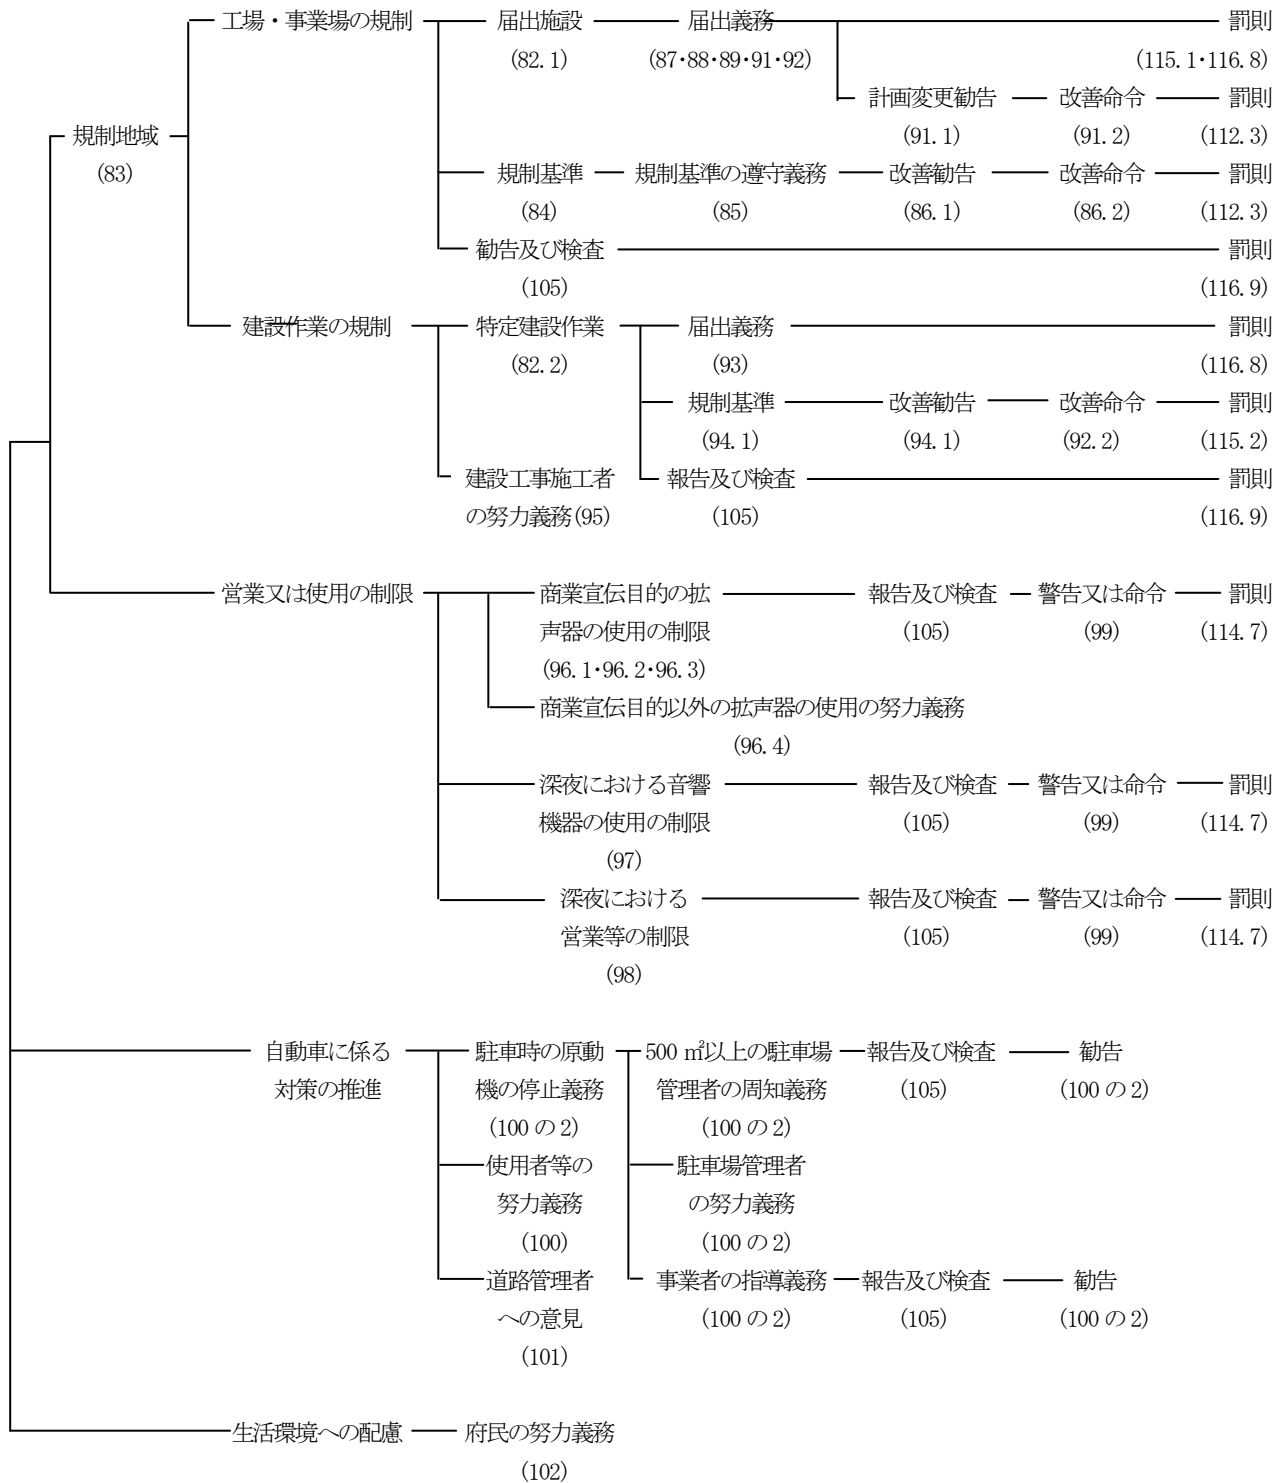 工場・事業場の規制 届出施設 届出義務 罰則
(82.1) (87・88・89・91・92) (115.1・116.8)
計画変更勧告 改善命令 罰則
規制地域 (91.1) (91.2) (112.3)
(83) 規制基準 規制基準の遵守義務 改善勧告 改善命令 罰則
(84) (85) (86.1) (86.2) (112.3)
勧告及び検査 罰則
(105) (116.9)
建設作業の規制 特定建設作業 届出義務 罰則
(82.2) (93) (116.8)
規制基準 改善勧告 改善命令 罰則
(94.1) (94.1) (92.2) (115.2)
建設工事施工者 報告及び検査 罰則
の努力義務(95) (105) (116.9)
営業又は使用の制限 商業宣伝目的の拡 報告及び検査 警告又は命令 罰則
声器の使用の制限 (105) (99) (114.7)
(96.1・96.2・96.3)
商業宣伝目的以外の拡声器の使用の努力義務
(96.4)
深夜における音響 報告及び検査 警告又は命令 罰則
機器の使用の制限 (105) (99) (114.7)
(97)
深夜における 報告及び検査 警告又は命令 罰則
営業等の制限 (105) (99) (114.7)
(98)
自動車に係る 駐車時の原動 500 ㎡以上の駐車場 報告及び検査 勧告
対策の推進 機の停止義務 管理者の周知義務 (105) (100 の 2)
(100 の 2) (100 の 2)
使用者等の 駐車場管理者
努力義務 の努力義務
(100) (100 の 2)
道路管理者 事業者の指導義務 報告及び検査 勧告
への意見 (100 の 2) (105) (100 の 2)
(101)
生活環境への配慮 府民の努力義務
(102)